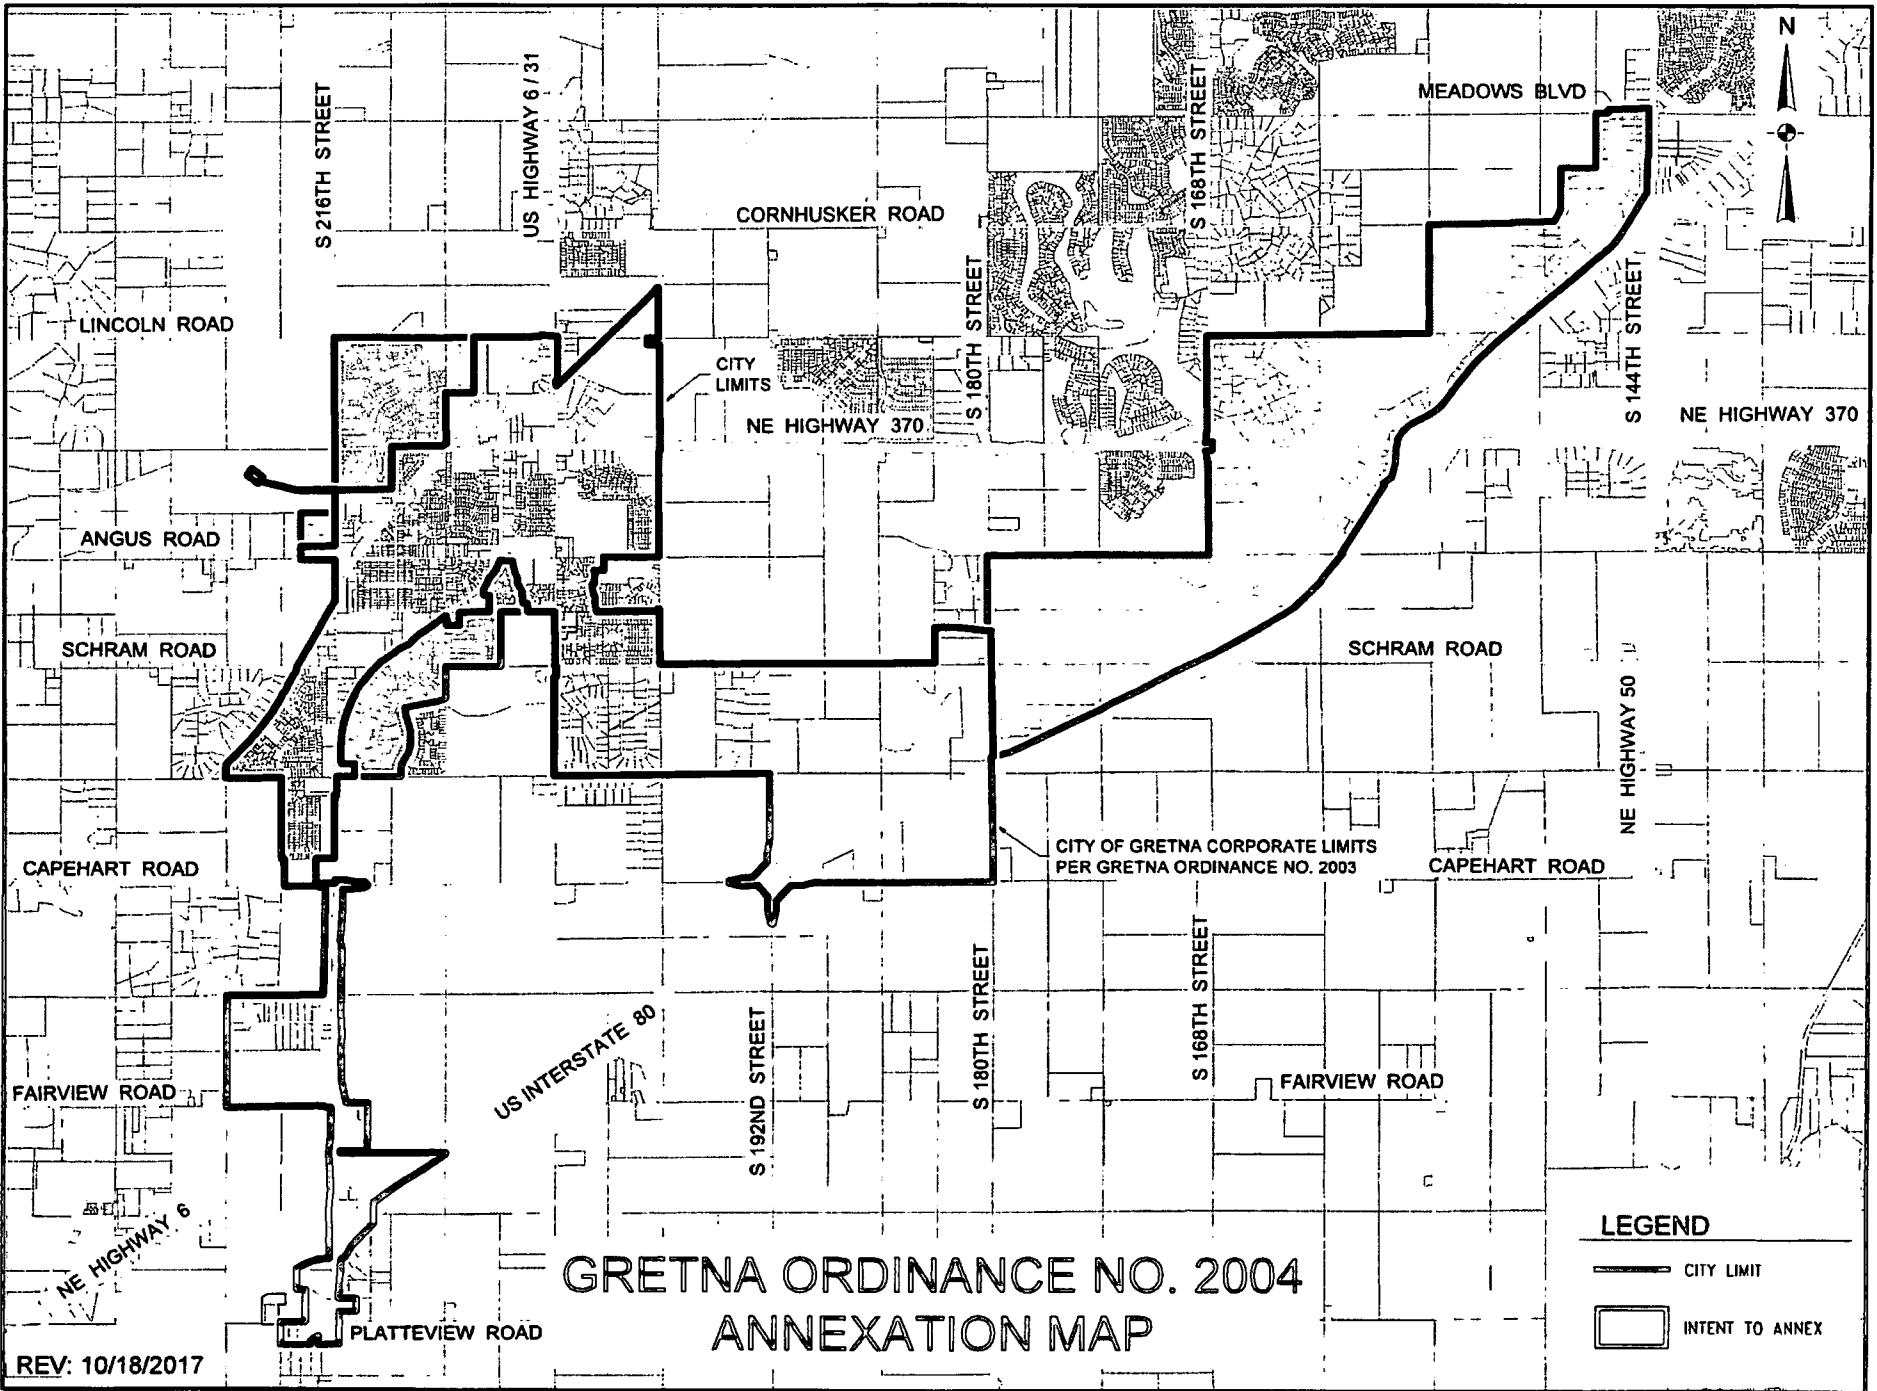 N
MEADOWS BLVD
S 216TH STREET
US HIGHWAY 6 / 31
S 168TH STREET
CORNHUSKER ROAD
S 180TH STREET
S 144TH STREET
LINCOLN ROAD
CITY
LIMITS
NE HIGHWAY 370
NE HIGHWAY 370
ANGUS ROAD
SCHRAM ROAD
SCHRAM ROAD
NE HIGHWAY 50
CITY OF GRETNA CORPORATE LIMITS
PER GRETNA ORDINANCE NO. 2003
CAPEHART ROAD
CAPEHART ROAD
S 168TH STREET
S 180TH STREET
S 192ND STREET
US INTERSTATE 80
FAIRVIEW ROAD
FAIRVIEW ROAD
NE HIGHWAY 6
PLATTEVIEW ROAD
GRETNA ORDINANCE NO. 2004
ANNEXATION MAP
LEGEND
CITY LIMIT
INTENT TO ANNEX
REV: 10/18/2017